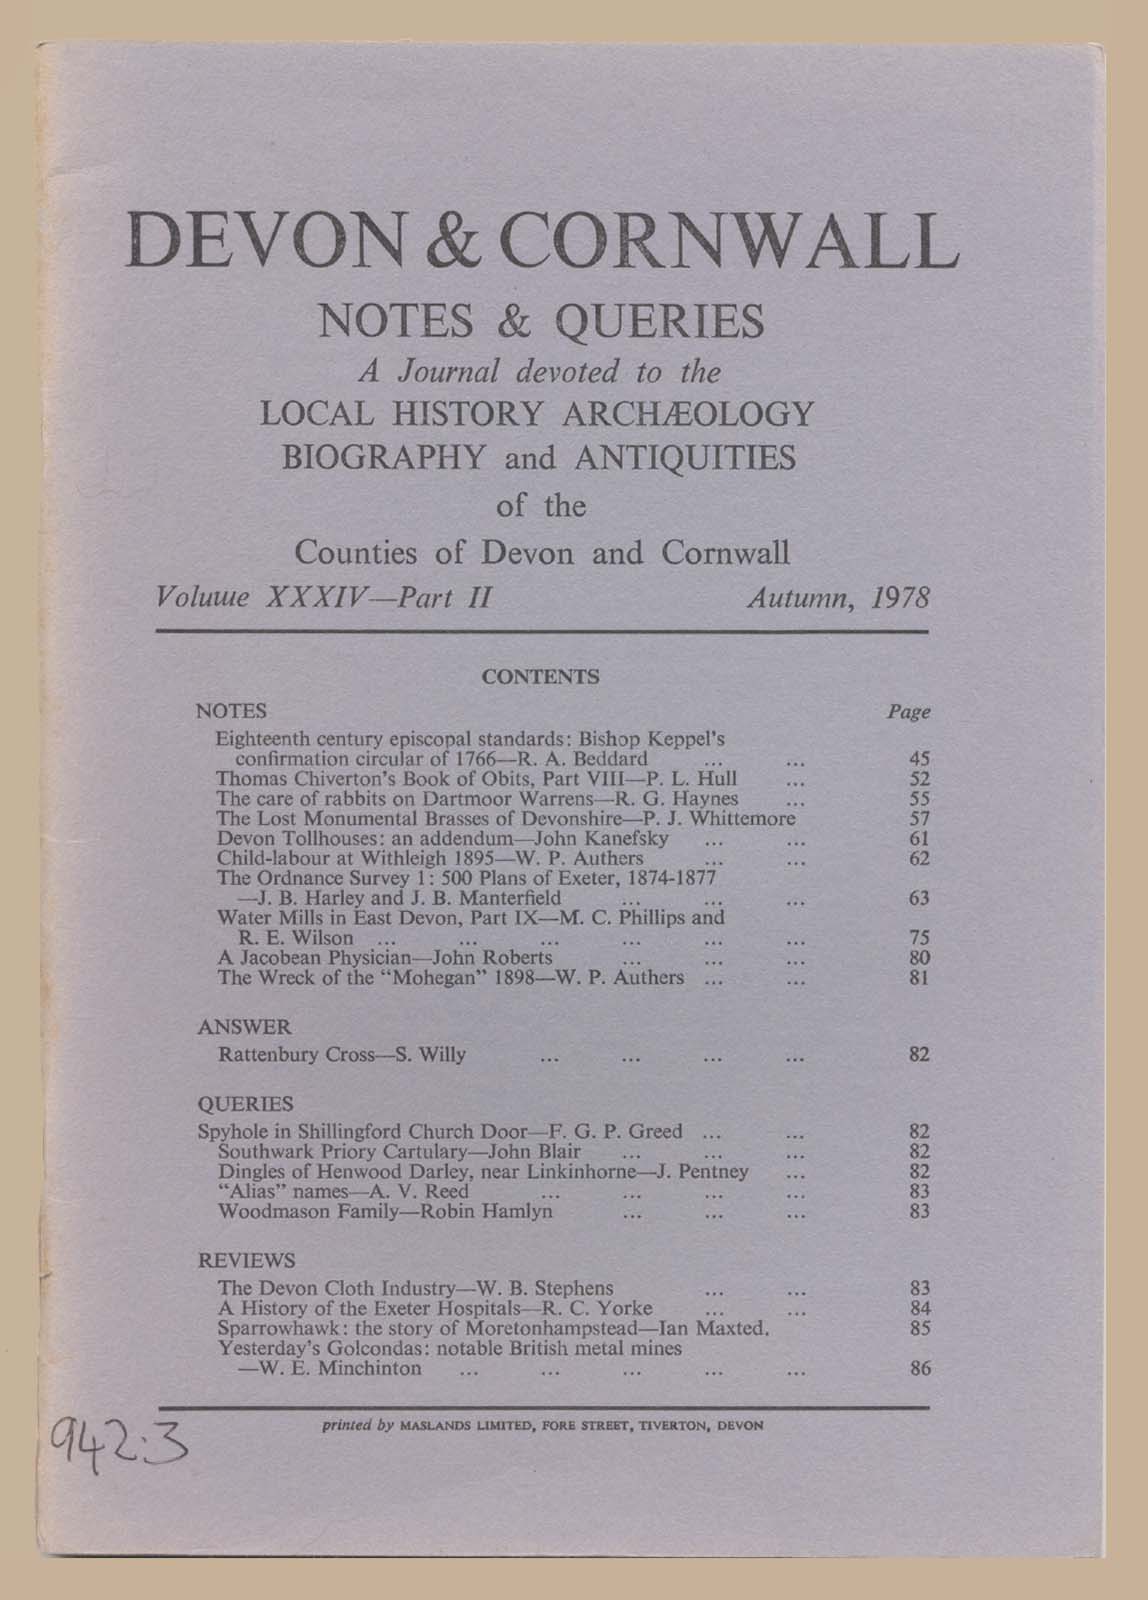 DEVON & CORNWALL
NOTES & QUERIES
A Journal devoted to the
LOCAL HISTORY ARCHÆOLOGY
BIOGRAPHY and ANTIQUITIES
of the
Counties of Devon and Cornwall
Voluɯe XXXIV—Part II Autumn, 1978
CONTENTS
NOTES Page
Eighteenth century episcopal standards: Bishop Keppel's
confirmation circular of 1766—R. A. Beddard ... ... 45
Thomas Chiverton's Book of Obits, Part VIII—P. L. Hull ... 52
The care of rabbits on Dartmoor Warrens—R. G. Haynes ... 55
The Lost Monumental Brasses of Devonshire—P. J. Whittemore 57
Devon Tollhouses: an addendum—John Kanefsky ... ... 61
Child-labour at Withleigh 1895—W. P. Authers ... ... 62
The Ordnance Survey 1: 500 Plans of Exeter, 1874-1877
—J. B. Harley and J. B. Manterfield ... ... ... 63
Water Mills in East Devon, Part IX—M. C. Phillips and
R. E. Wilson ... ... ... ... ... ... 75
A Jacobean Physician—John Roberts ... ... ... 80
The Wreck of the “Mohegan” 1898—W. P. Authers ... ... 81
ANSWER
Rattenbury Cross—S. Willy ... ... ... ... 82
QUERIES
Spyhole in Shillingford Church Door—F. G. P. Greed ... ... 82
Southwark Priory Cartulary—John Blair ... ... ... 82
Dingles of Henwood Darley, near Linkinhorne—J. Pentney ... 82
“Alias” names—A. V. Reed ... ... ... ... 83
Woodmason Family—Robin Hamlyn ... ... ... 83
REVIEWS
The Devon Cloth Industry—W. B. Stephens ... ... 83
A History of the Exeter Hospitals—R. C. Yorke ... ... 84
Sparrowhawk: the story of Moretonhampstead—Ian Maxted. 85
Yesterday's Golcondas: notable British metal mines
—W. E. Minchinton ... ... ... ... ... 86
printed by MASLANDS LIMITED, FORE STREET, TIVERTON, DEVON
942.3